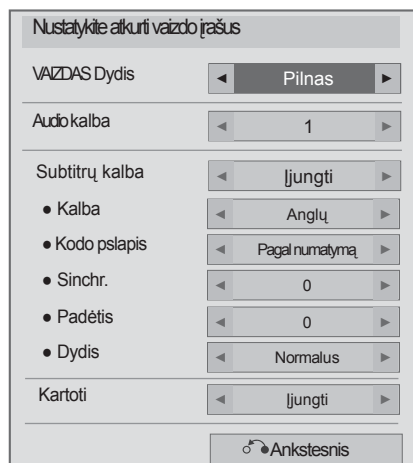 Nustatykite atkurti vaizdo įrašus
VAIZDAS Dydis ◄ Pilnas ►
Audio kalba ◄ 1 ►
Subtitrų kalba ◄ Įjungti ►
● Kalba ◄ Anglų ►
● Kodo pslapis ◄ Pagal numatymą ►
● Sinchr. ◄ 0 ►
● Padėtis ◄ 0 ►
● Dydis ◄ Normalus ►
Kartoti ◄ Įjungti ►
Ankstesnis